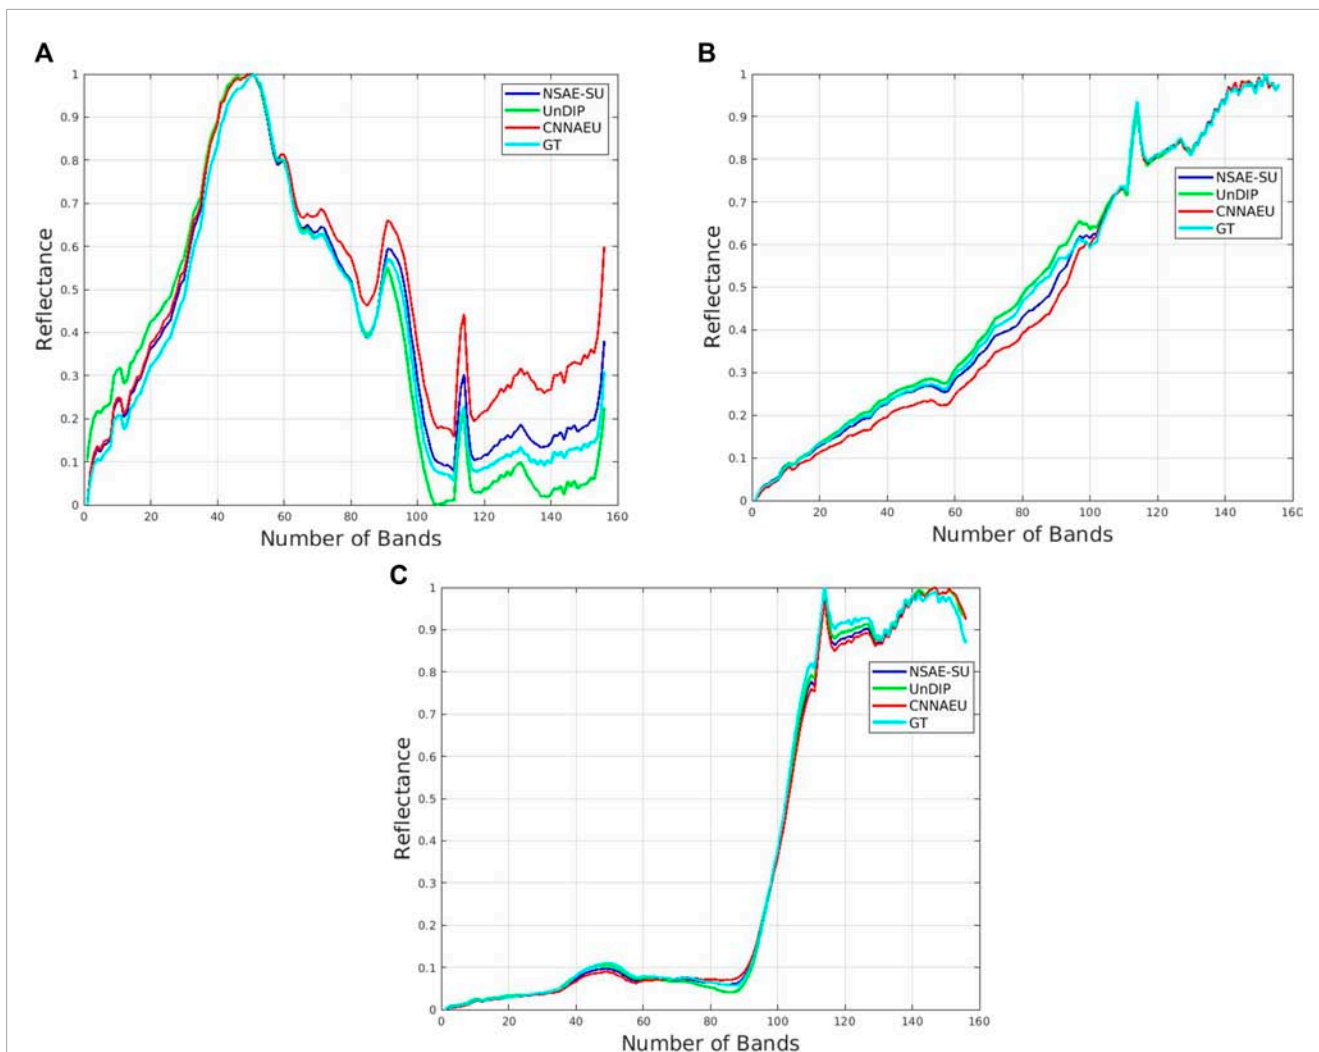 A
1
0.9
0.8
0.7
0.6
0.5
0.4
0.3
0.2
0.1
0
0 20 40 60 80 100 120 140 160
Reflectance
Number of Bands
NSAE-SU
UnDIP
CNNAEU
GT
B
1
0.9
0.8
0.7
0.6
0.5
0.4
0.3
0.2
0.1
0
0 20 40 60 80 100 120 140 160
Reflectance
Number of Bands
NSAE-SU
UnDIP
CNNAEU
GT
C
1
0.9
0.8
0.7
0.6
0.5
0.4
0.3
0.2
0.1
0
0 20 40 60 80 100 120 140 160
Reflectance
Number of Bands
NSAE-SU
UnDIP
CNNAEU
GT